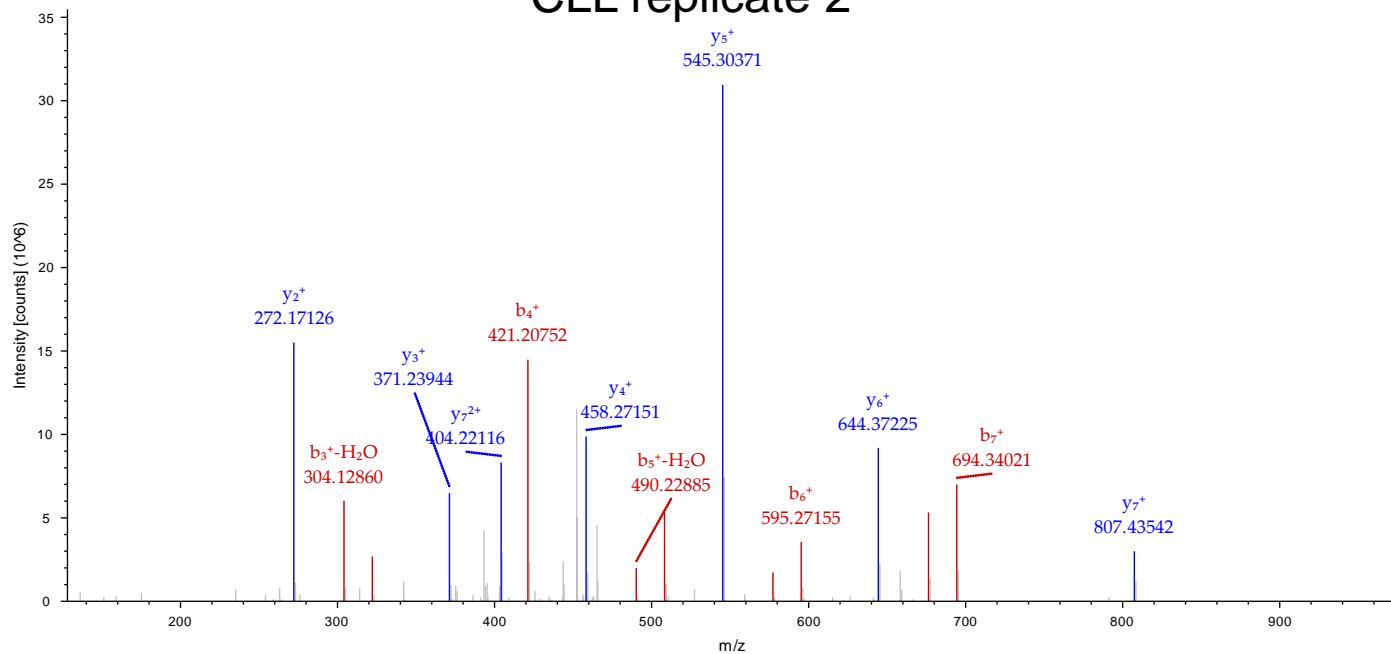 CLL replicate 2
35
30
25
20
15
10
5
0
Intensity [counts] (10^6)
y₅⁺
545.30371
y₂⁺
272.17126
b₄⁺
421.20752
y₃⁺
371.23944
y₇²⁺
404.22116
y₄⁺
458.27151
y₆⁺
644.37225
b₃⁺-H₂O
304.12860
b₅⁺-H₂O
490.22885
b₇⁺
694.34021
b₆⁺
595.27155
y₇⁺
807.43542
200 300 400 500 600 700 800 900
m/z